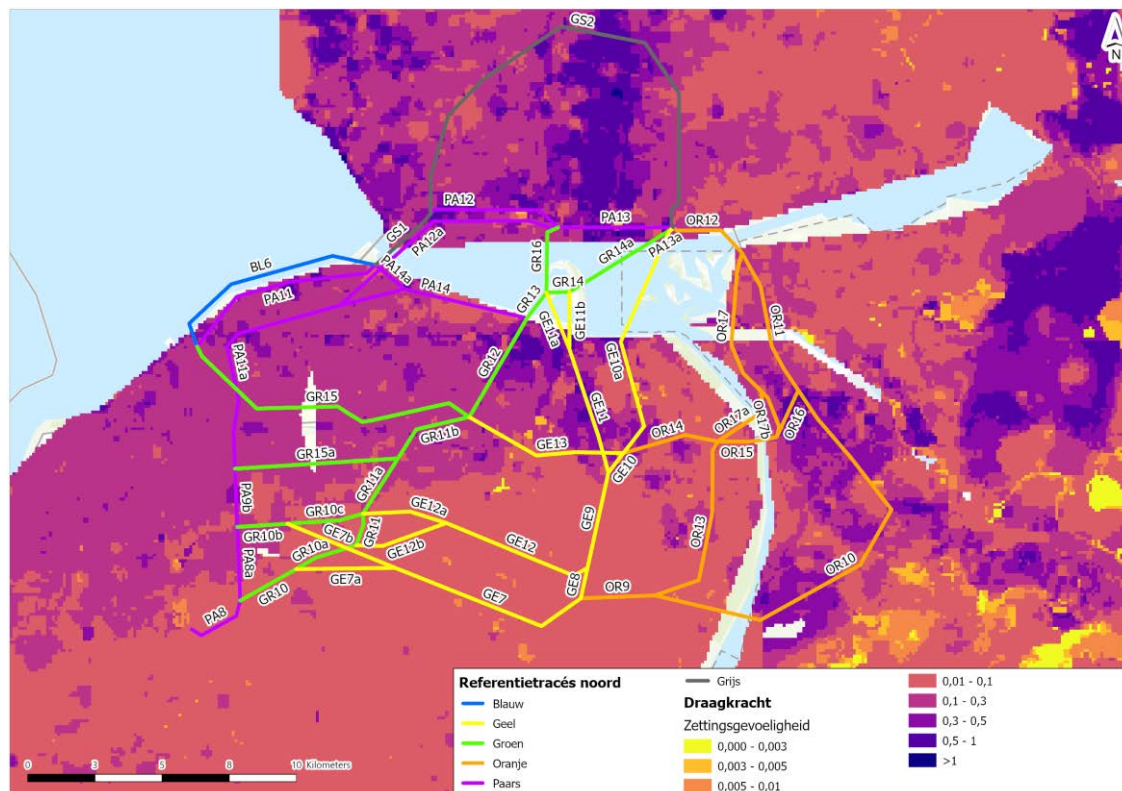 GS2
N
PA12
PA13
OR12
GS1
PA12a
GR16
GR14a
PA13a
BL6
PA14a
PA11
PA14
GR14
GR13
GE11a
GE11b
OR17
OR11
PA11a
GR12
GE10a
GE11
GR15
GR11b
OR17a
OR17b
OR16
GE13
OR14
OR15
GR15a
GE10
GR11a
PA9b
GE9
OR13
GR10c
GE12a
GR10b
GE7b
GR11
GR10a
GE12b
GE12
PA8a
GE7a
OR10
GR10
GE7
GE8
OR9
PA8
Referentietracés noord
Blauw
Geel
Groen
Oranje
Paars
Grijs
Draagkracht
Zettingsgevoeligheid
0,000 - 0,003
0,003 - 0,005
0,005 - 0,01
0,01 - 0,1
0,1 - 0,3
0,3 - 0,5
0,5 - 1
>1
0 3 5 8 10 Kilometers